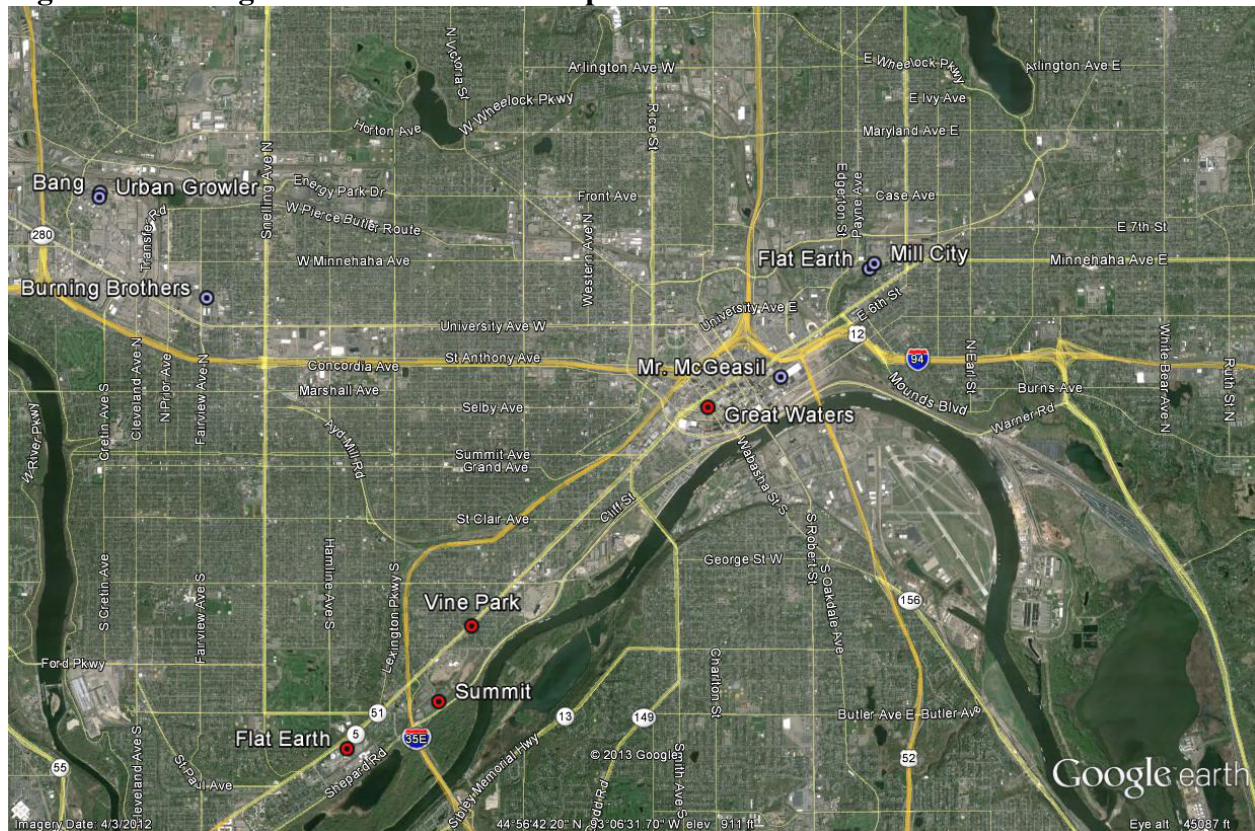 N Victoria St
Arlington Ave W
E Wheelock Pkwy
Arlington Ave E
W Wheelock Pkwy
E Ivy Ave
Rice St
Horton Ave
Maryland Ave E
Snelling Ave N
Bang
Urban Growler
Energy Park Dr
Front Ave
Edgerton St
Payne Ave
Case Ave
W Pierce Butler Route
Transfer Rd
E 7th St
280
Western Ave N
W Minnehaha Ave
Flat Earth
Mill City
Minnehaha Ave E
Burning Brothers
University Ave E
E 6th St
University Ave W
12
St Anthony Ave
Concordia Ave
94
Mr. McGeasil
Cleveland Ave N
N Prior Ave
Fairview Ave N
Marshall Ave
N Earl St
Burns Ave
White Bear Ave N
Ruth St N
Mounds Blvd
Selby Ave
Great Waters
Warner Rd
Cretin Ave S
W River Pkwy
Ayd Mill Rd
Summit Ave
Grand Ave
Wabasha St S
Cliff St
St Clair Ave
S Robert St
George St W
S Cretin Ave
Fairview Ave S
Hamline Ave S
Lexington Pkwy S
S Oakdale Ave
156
Vine Park
Ford Pkwy
Charlton St
Summit
51
13
149
Butler Ave E
Butler Ave
5
Flat Earth
35E
© 2013 Google
52
55
Cleveland Ave S
St Paul Ave
Shepard Rd
Sibley Memorial Hwy
Smith Ave S
Google earth
Imagery Date: 4/3/2012
44°56'42.20" N 93°06'31.70" W elev 911 ft
Eye alt 45087 ft